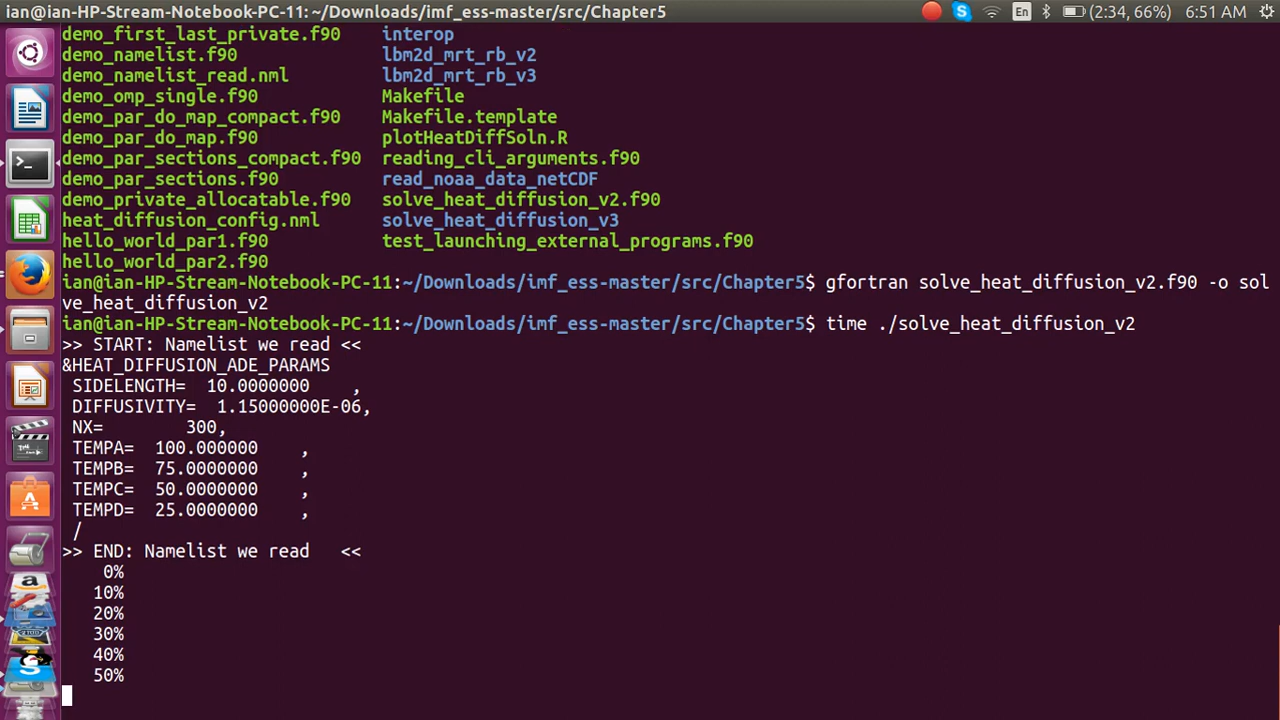 ian@ian-HP-Stream-Notebook-PC-11: ~/Downloads/imf_ess-master/src/Chapter5 En (2:34, 66%) 6:51 AM
demo_first_last_private.f90 interop
demo_namelist.f90 lbm2d_mrt_rb_v2
demo_namelist_read.nml lbm2d_mrt_rb_v3
demo_omp_single.f90 Makefile
demo_par_do_map_compact.f90 Makefile.template
demo_par_do_map.f90 plotHeatDiffSoln.R
demo_par_sections_compact.f90 reading_cli_arguments.f90
demo_par_sections.f90 read_noaa_data_netCDF
demo_private_allocatable.f90 solve_heat_diffusion_v2.f90
heat_diffusion_config.nml solve_heat_diffusion_v3
hello_world_par1.f90 test_launching_external_programs.f90
hello_world_par2.f90
ian@ian-HP-Stream-Notebook-PC-11:~/Downloads/imf_ess-master/src/Chapter5$ gfortran solve_heat_diffusion_v2.f90 -o sol
ve_heat_diffusion_v2
ian@ian-HP-Stream-Notebook-PC-11:~/Downloads/imf_ess-master/src/Chapter5$ time ./solve_heat_diffusion_v2
>> START: Namelist we read <<
&HEAT_DIFFUSION_ADE_PARAMS
SIDELENGTH= 10.0000000 ,
DIFFUSIVITY= 1.15000000E-06,
NX= 300,
TEMPA= 100.000000 ,
TEMPB= 75.0000000 ,
TEMPC= 50.0000000 ,
TEMPD= 25.0000000 ,
/
>> END: Namelist we read <<
0%
10%
20%
30%
40%
50%